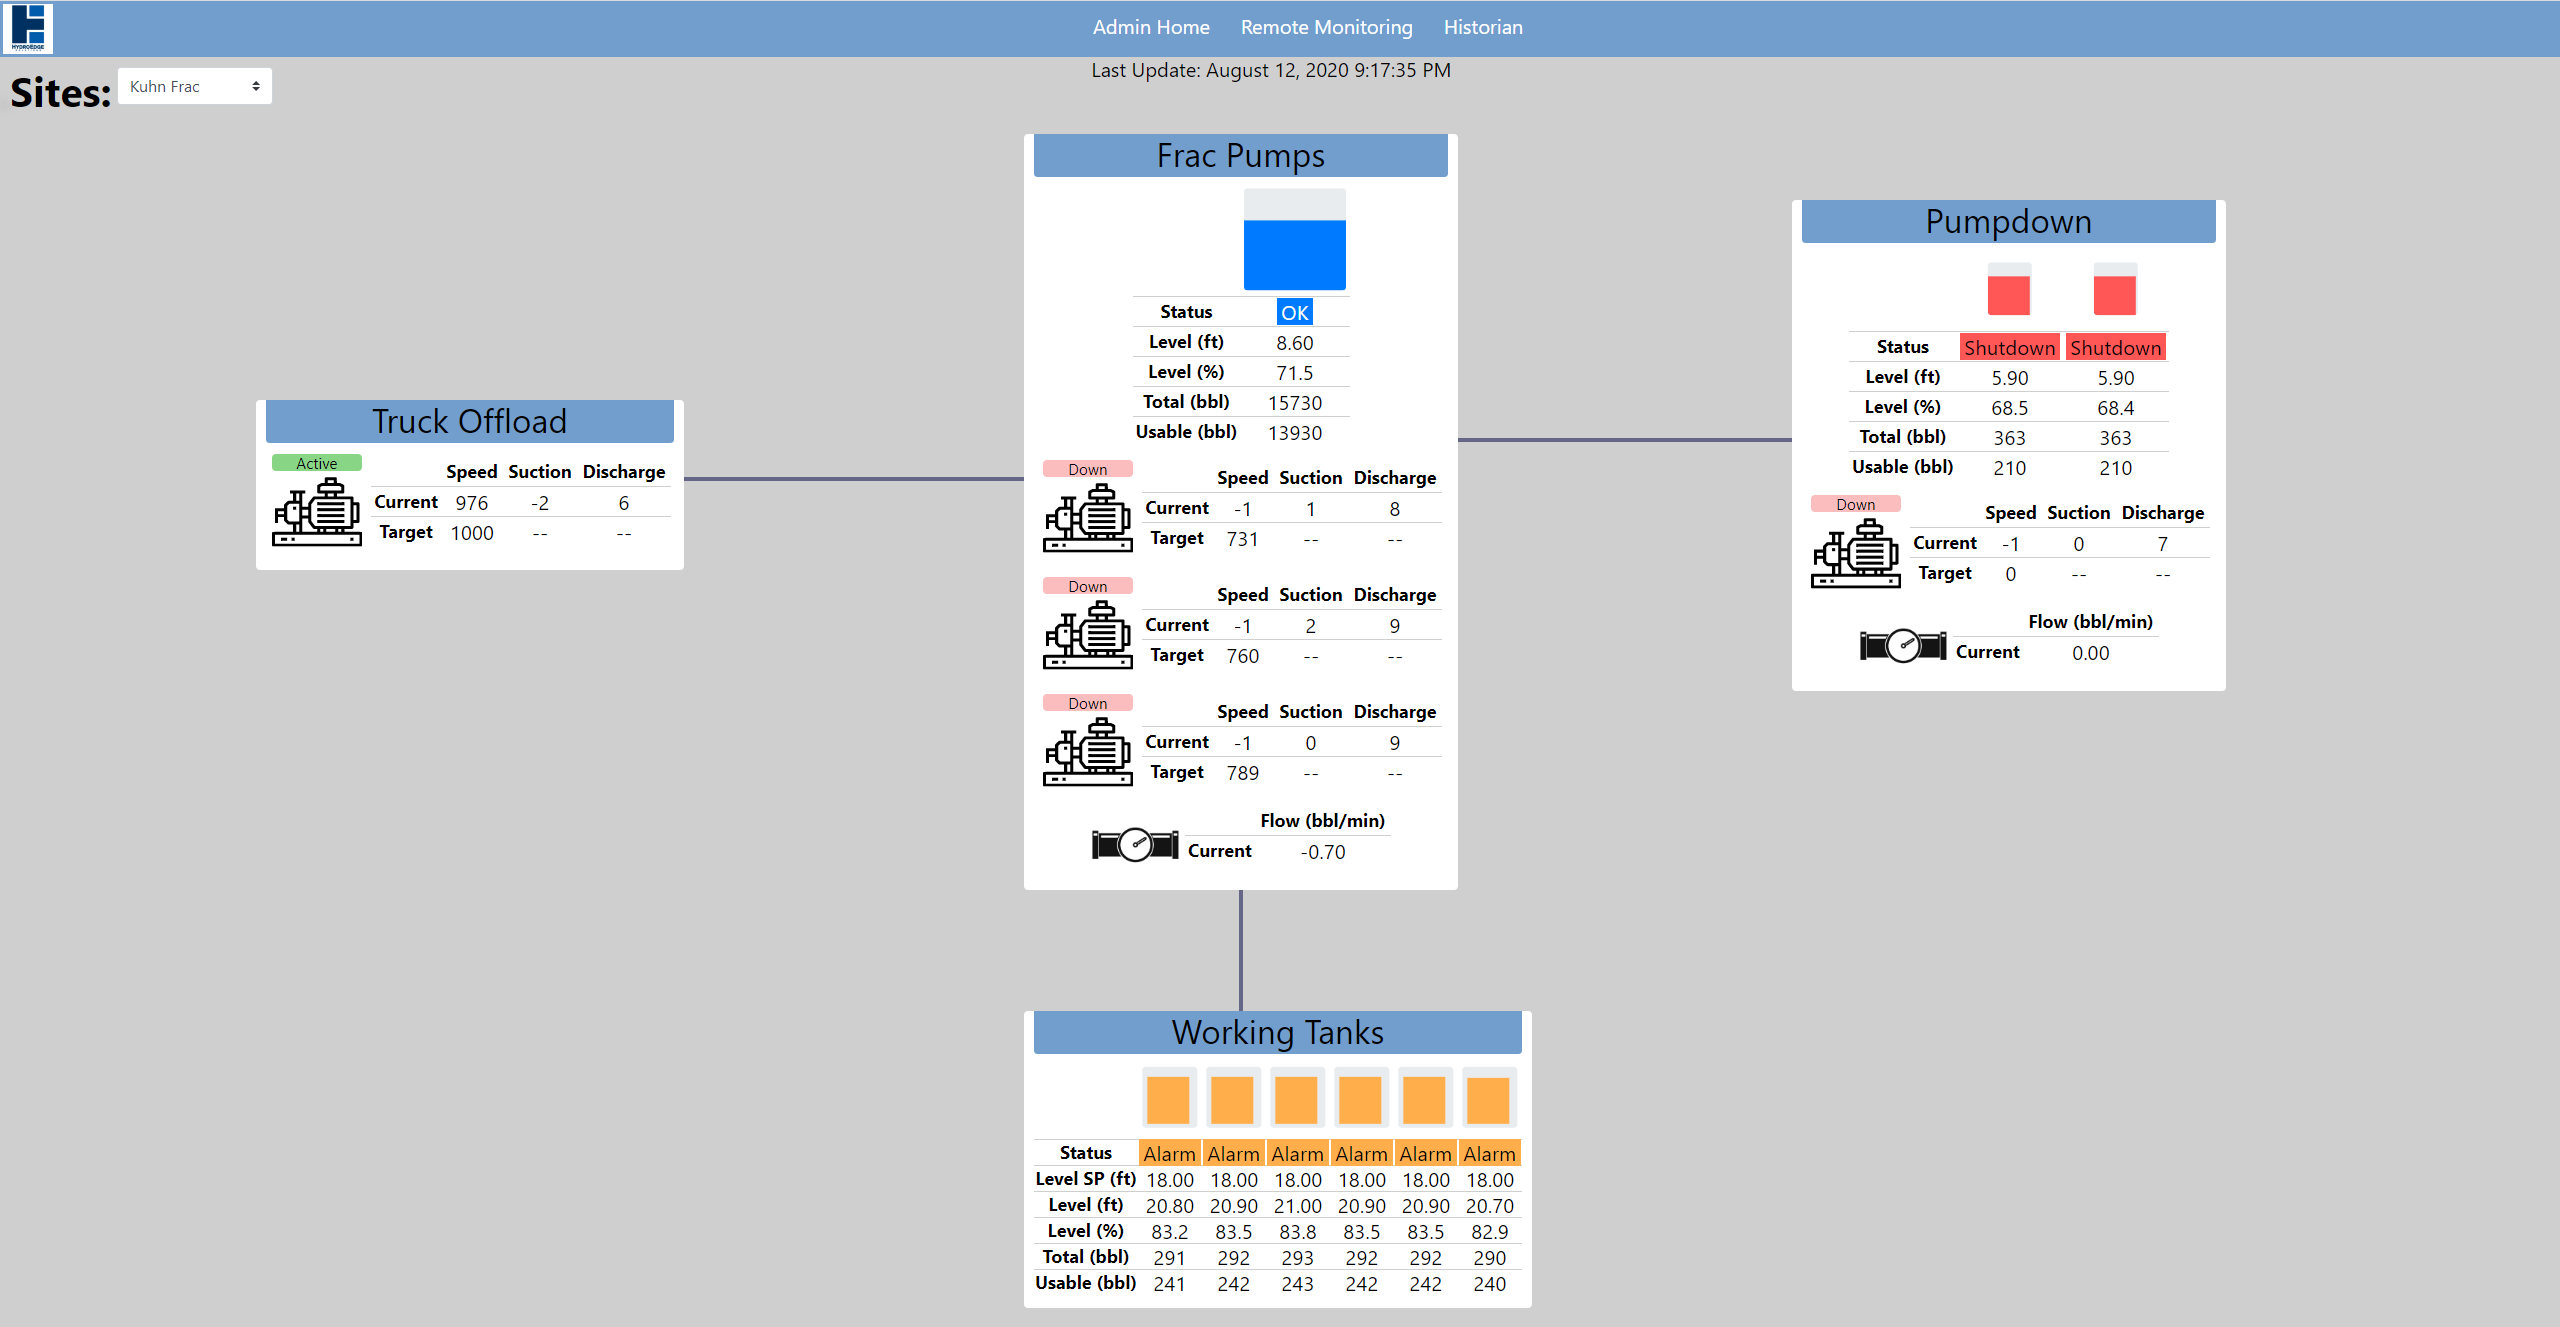 HYDROEDGE
Admin Home Remote Monitoring Historian
Last Update: August 12, 2020 9:17:35 PM
Sites: Kuhn Frac
Truck Offload
Active
Speed Suction Discharge
Current 976 -2 6
Target 1000 -- --
Frac Pumps
Status OK
Level (ft) 8.60
Level (%) 71.5
Total (bbl) 15730
Usable (bbl) 13930
Down
Speed Suction Discharge
Current -1 1 8
Target 731 -- --
Down
Speed Suction Discharge
Current -1 2 9
Target 760 -- --
Down
Speed Suction Discharge
Current -1 0 9
Target 789 -- --
Flow (bbl/min)
Current -0.70
Pumpdown
Status Shutdown Shutdown
Level (ft) 5.90 5.90
Level (%) 68.5 68.4
Total (bbl) 363 363
Usable (bbl) 210 210
Down
Speed Suction Discharge
Current -1 0 7
Target 0 -- --
Flow (bbl/min)
Current 0.00
Working Tanks
Status Alarm Alarm Alarm Alarm Alarm Alarm
Level SP (ft) 18.00 18.00 18.00 18.00 18.00 18.00
Level (ft) 20.80 20.90 21.00 20.90 20.90 20.70
Level (%) 83.2 83.5 83.8 83.5 83.5 82.9
Total (bbl) 291 292 293 292 292 290
Usable (bbl) 241 242 243 242 242 240